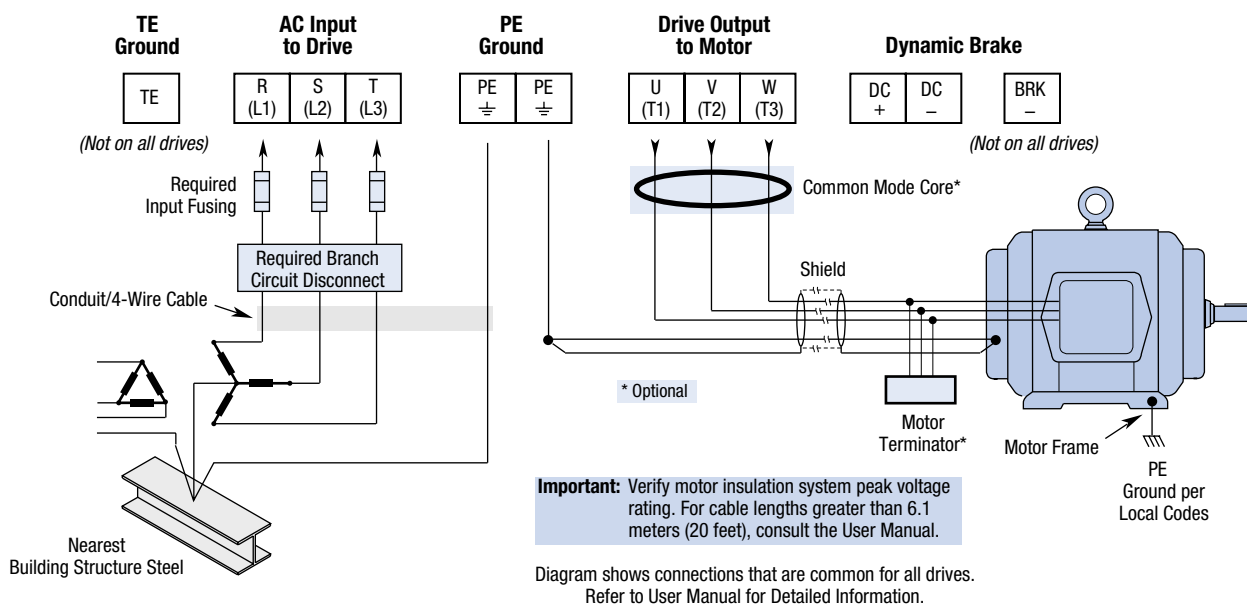 TE
Ground
AC Input
to Drive
PE
Ground
Drive Output
to Motor
Dynamic Brake
TE
R
(L1)
S
(L2)
T
(L3)
PE
PE
U
(T1)
V
(T2)
W
(T3)
DC
+
DC
–
BRK
–
(Not on all drives)
(Not on all drives)
Required
Input Fusing
Common Mode Core*
Required Branch
Circuit Disconnect
Shield
Conduit/4-Wire Cable
* Optional
Motor
Terminator*
Motor Frame
PE
Ground per
Local Codes
Important: Verify motor insulation system peak voltage
rating. For cable lengths greater than 6.1
meters (20 feet), consult the User Manual.
Nearest
Building Structure Steel
Diagram shows connections that are common for all drives.
Refer to User Manual for Detailed Information.